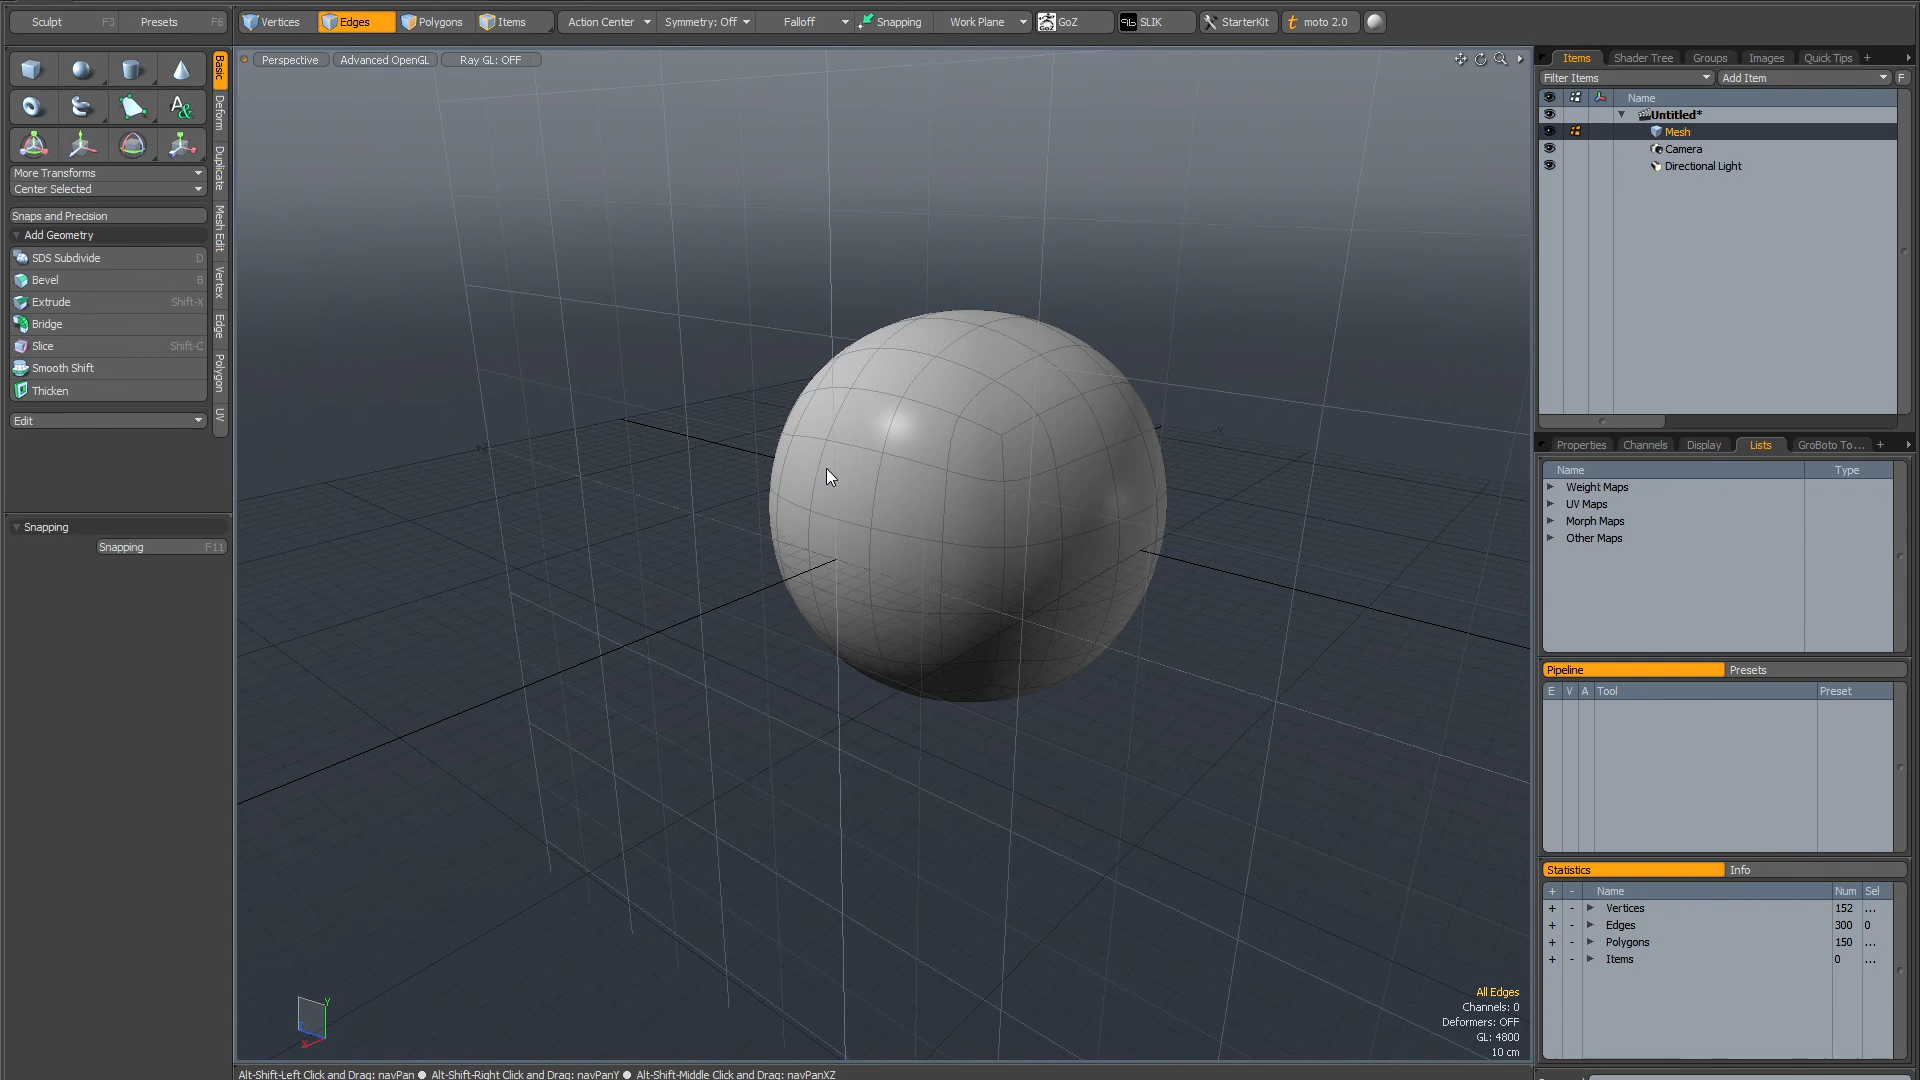 Sculpt F3 Presets F6
Vertices Edges Polygons Items Action Center Symmetry: Off Falloff Snapping Work Plane GoZ SLIK StarterKit moto 2.0
Perspective Advanced OpenGL Ray GL: OFF
Basic
Deform
Duplicate
Mesh Edit
Vertex
Edge
Polygon
UV
More Transforms
Center Selected
Snaps and Precision
Add Geometry
SDS Subdivide D
Bevel B
Extrude Shift-X
Bridge
Slice Shift-C
Smooth Shift
Thicken
Edit
Snapping
Snapping F11
Items Shader Tree Groups Images Quick Tips +
Filter Items Add Item F
Name
Untitled*
Mesh
Camera
Directional Light
Properties Channels Display Lists GroBoto To... +
Name Type
Weight Maps
UV Maps
Morph Maps
Other Maps
Pipeline Presets
E V A Tool Preset
Statistics Info
+ - Name Num Sel
+ - Vertices 152 ...
+ - Edges 300 0
+ - Polygons 150 ...
+ - Items 0 ...
All Edges
Channels: 0
Deformers: OFF
GL: 4800
10 cm
Y
X
Alt-Shift-Left Click and Drag: navPan ● Alt-Shift-Right Click and Drag: navPanY ● Alt-Shift-Middle Click and Drag: navPanXZ